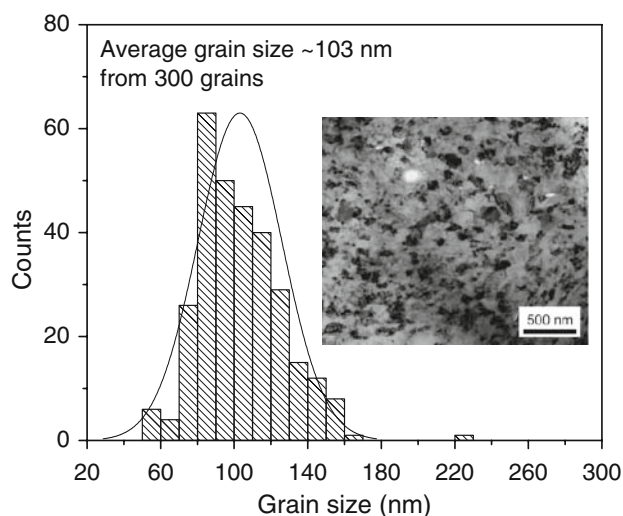 80
Average grain size ~103 nm
from 300 grains
60
Counts
40
500 nm
20
0
20 60 100 140 180 220 260 300
Grain size (nm)